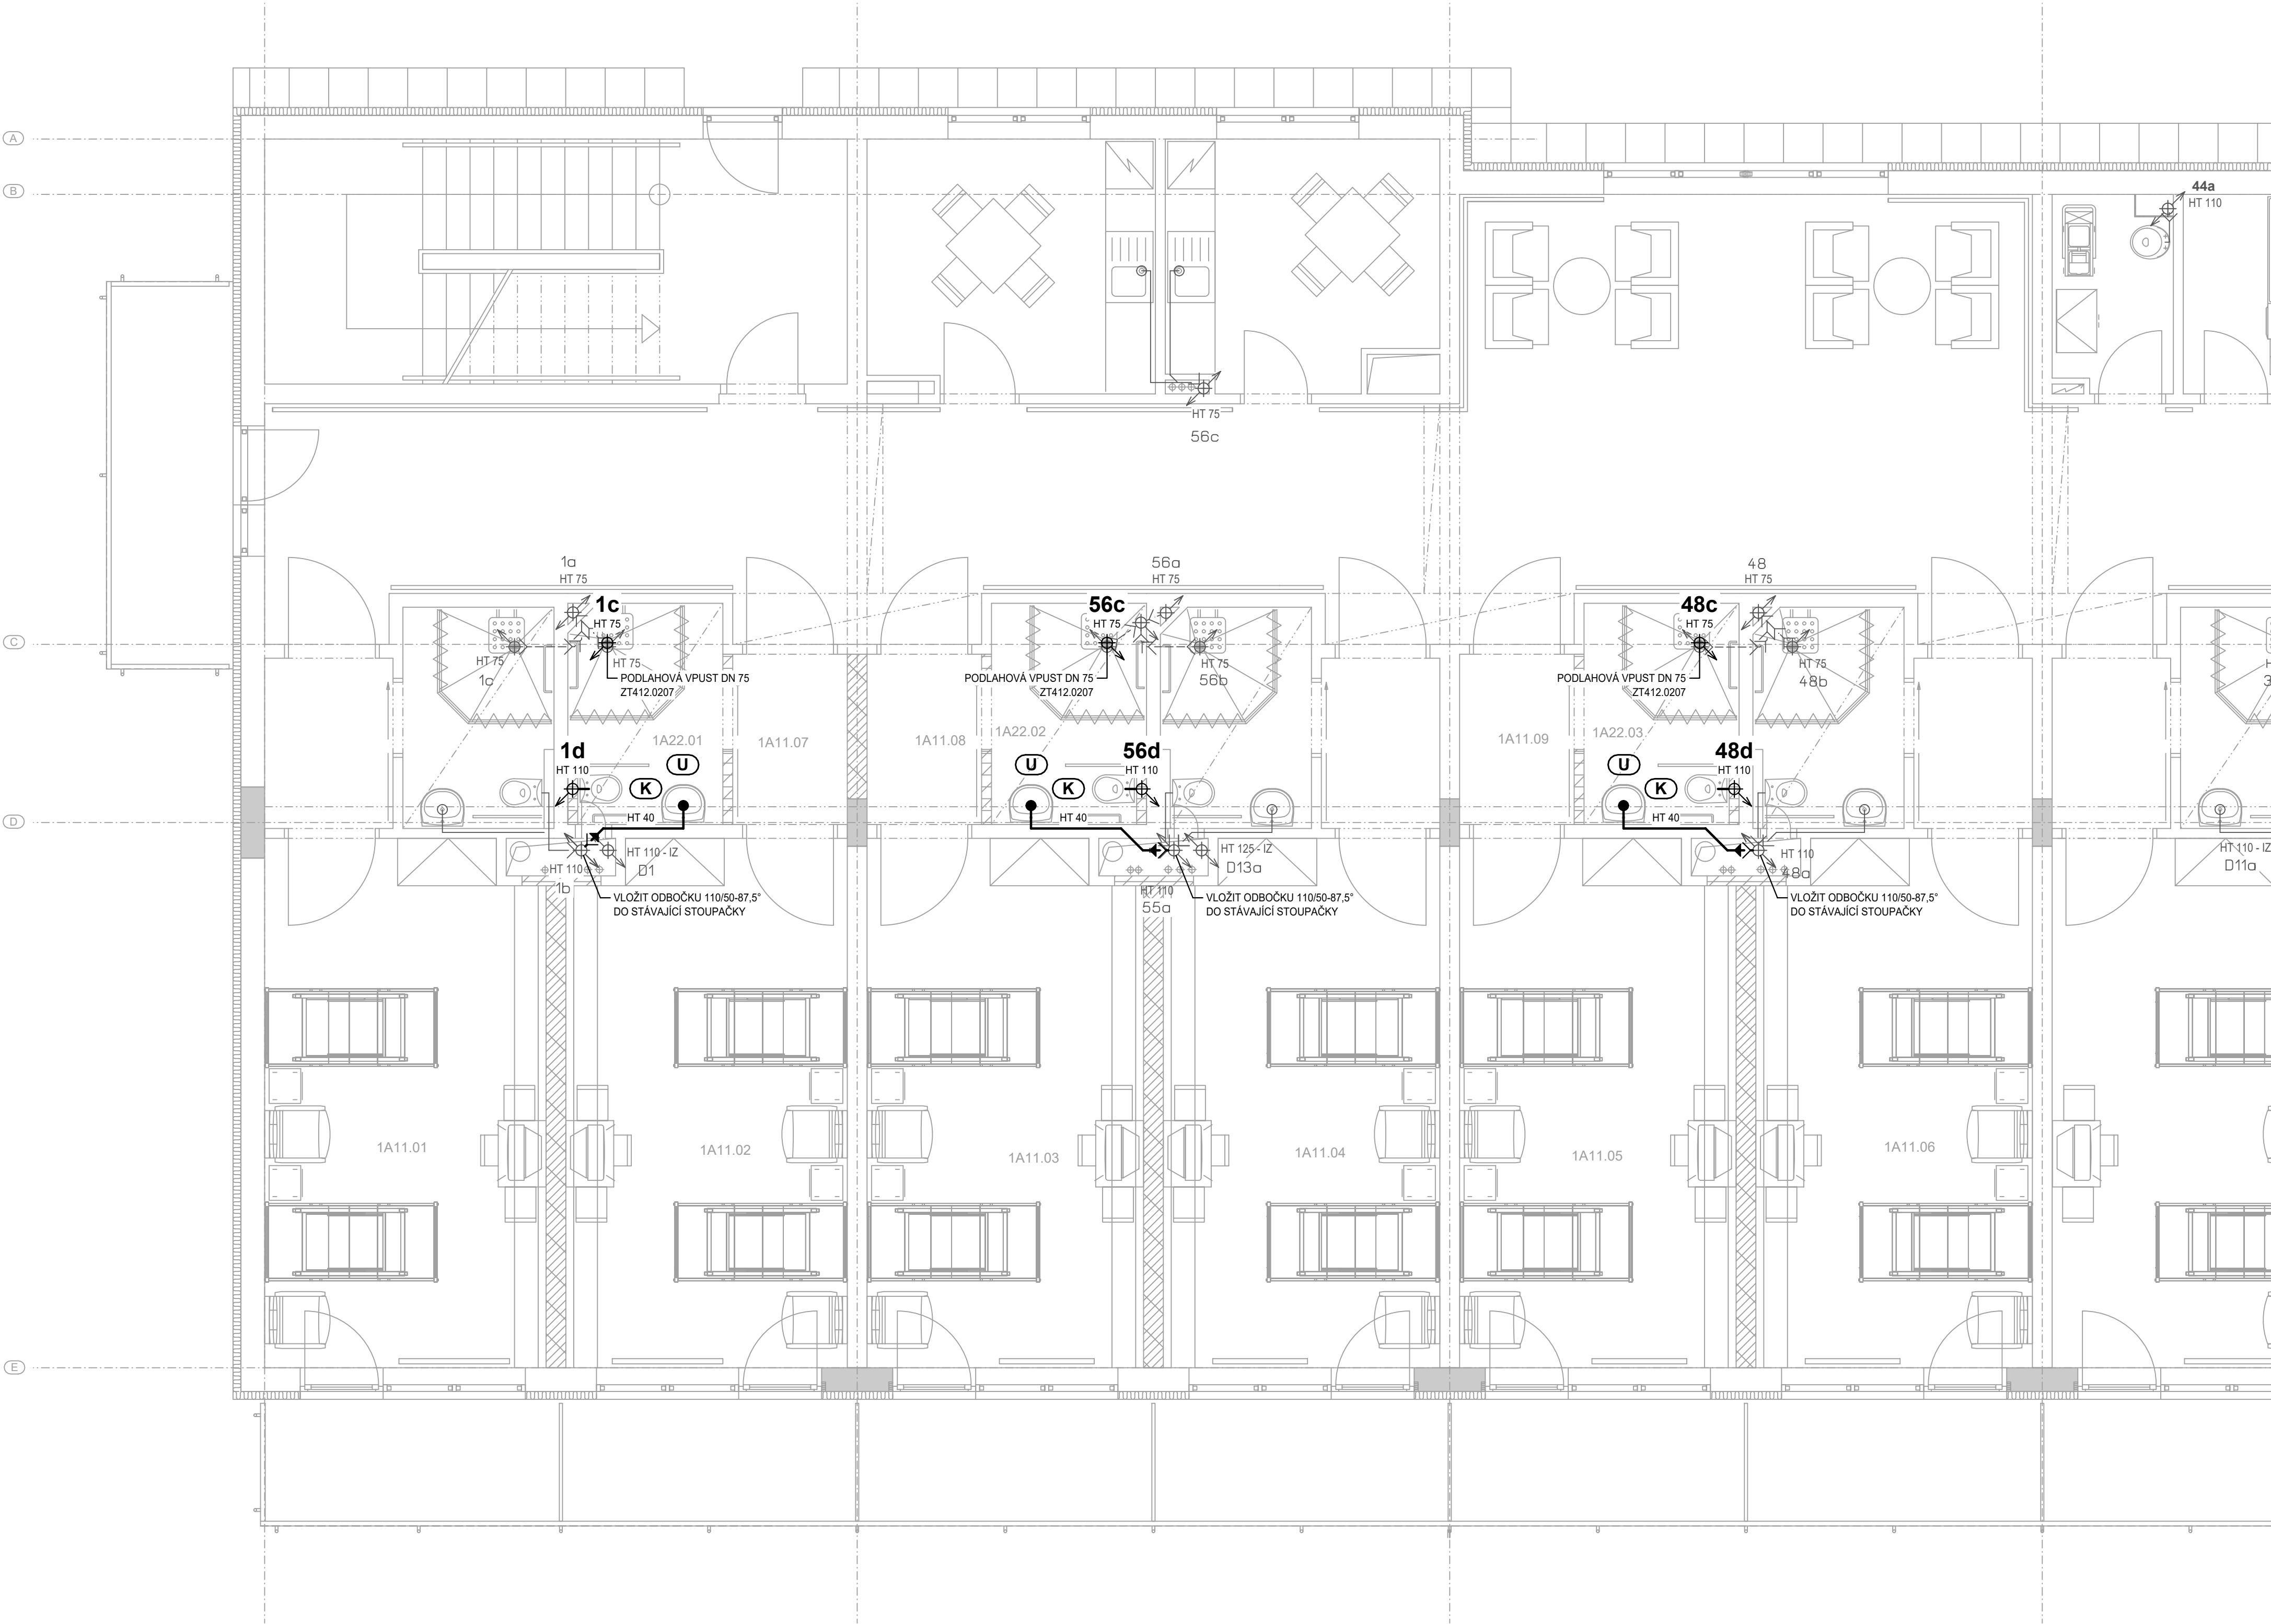 A
B
44a
HT 110
HT 75
56c
1a
HT 75
56a
HT 75
48
HT 75
1c
HT 75
56c
HT 75
48c
HT 75
C
HT 75
1c
HT 75
PODLAHOVÁ VPUST DN 75
ZT412.0207
PODLAHOVÁ VPUST DN 75
ZT412.0207
HT 75
56b
PODLAHOVÁ VPUST DN 75
ZT412.0207
HT 75
48b
1A22.01
1A11.07
1A11.08
1A22.02
1A11.09
1A22.03
1d
HT 110
U
K
U
K
56d
HT 110
U
K
48d
HT 110
D
HT 40
HT 40
HT 40
HT 110 - IZ
D1
HT 110
1b
HT 125 - IZ
D13a
HT 110
55a
HT 110
48a
HT 110 - IZ
D11a
VLOŽIT ODBOČKU 110/50-87,5°
DO STÁVAJÍCÍ STOUPAČKY
VLOŽIT ODBOČKU 110/50-87,5°
DO STÁVAJÍCÍ STOUPAČKY
VLOŽIT ODBOČKU 110/50-87,5°
DO STÁVAJÍCÍ STOUPAČKY
1A11.01
1A11.02
1A11.03
1A11.04
1A11.05
1A11.06
E